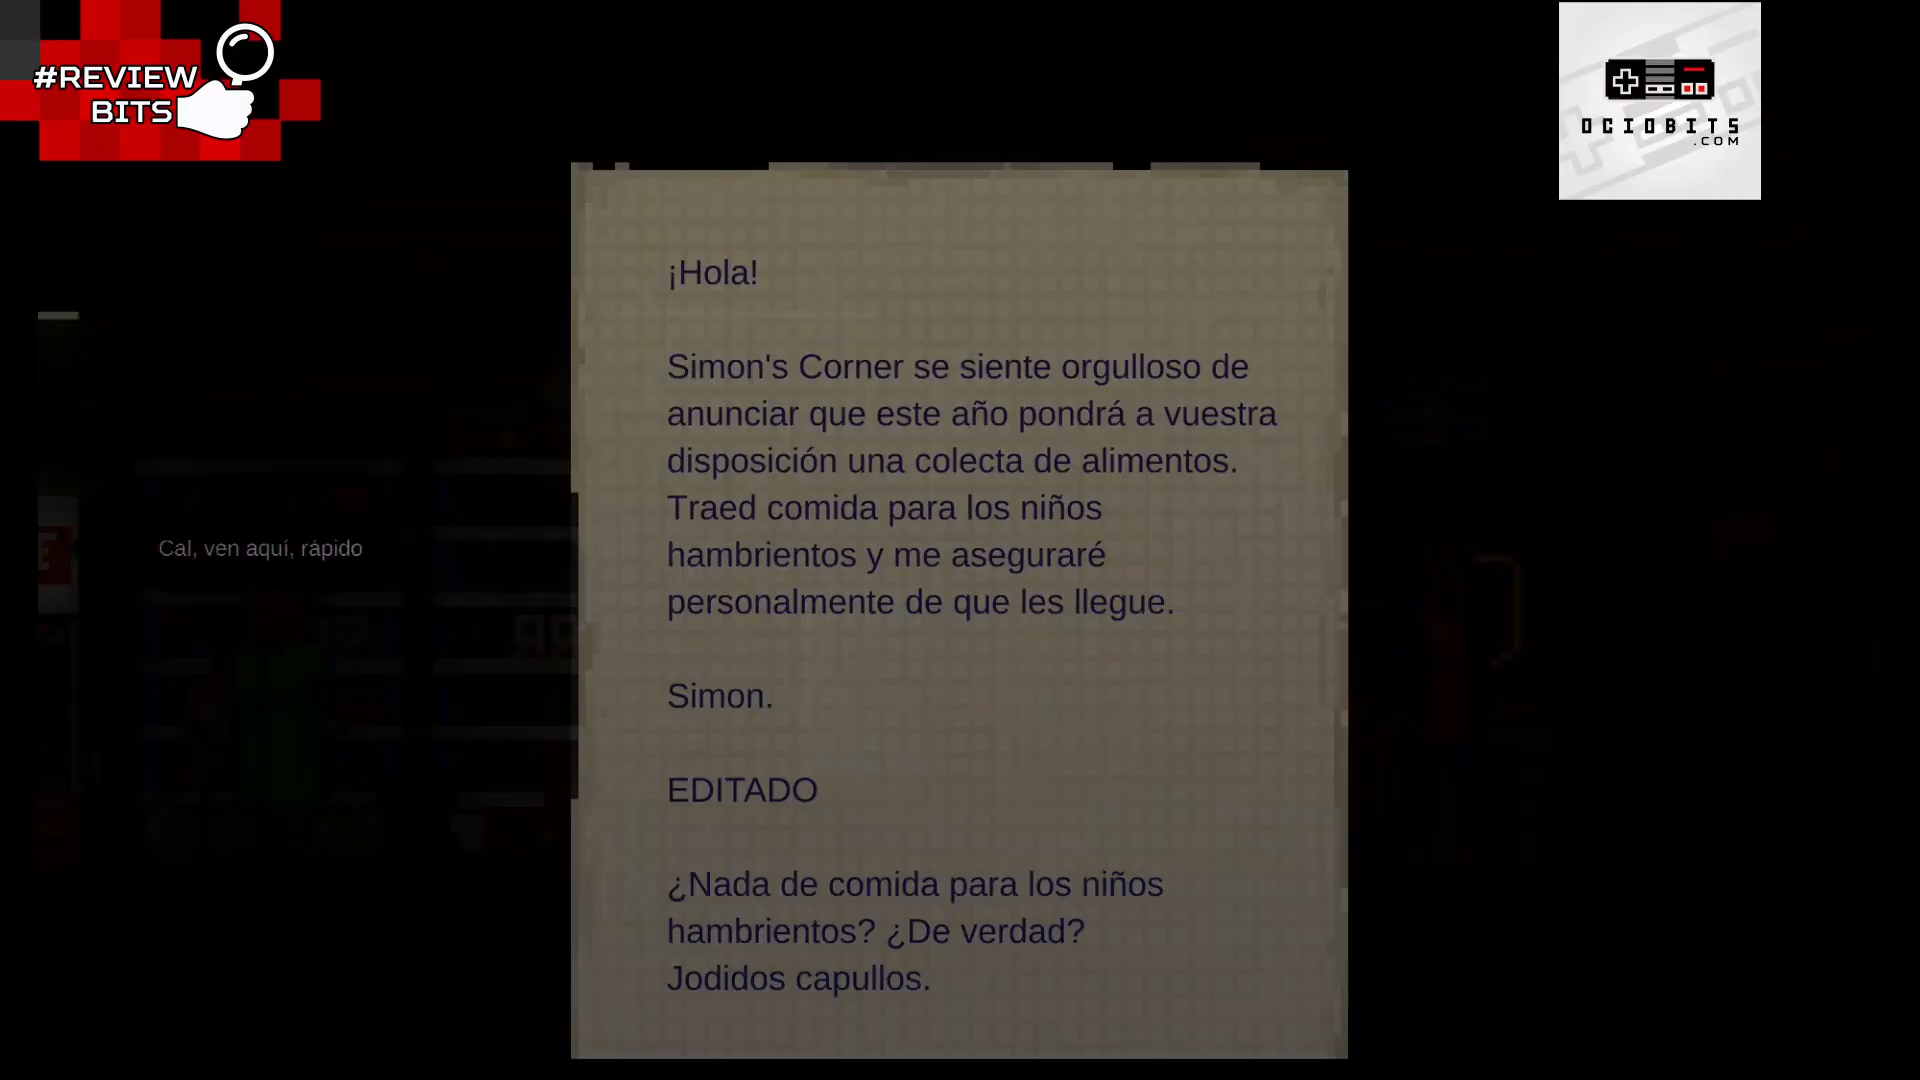 #REVIEW
BITS
OCIOBITS
.COM
¡Hola!
Simon's Corner se siente orgulloso de
anunciar que este año pondrá a vuestra
disposición una colecta de alimentos.
Traed comida para los niños
hambrientos y me aseguraré
personalmente de que les llegue.
Simon.
EDITADO
¿Nada de comida para los niños
hambrientos? ¿De verdad?
Jodidos capullos.
Cal, ven aquí, rápido